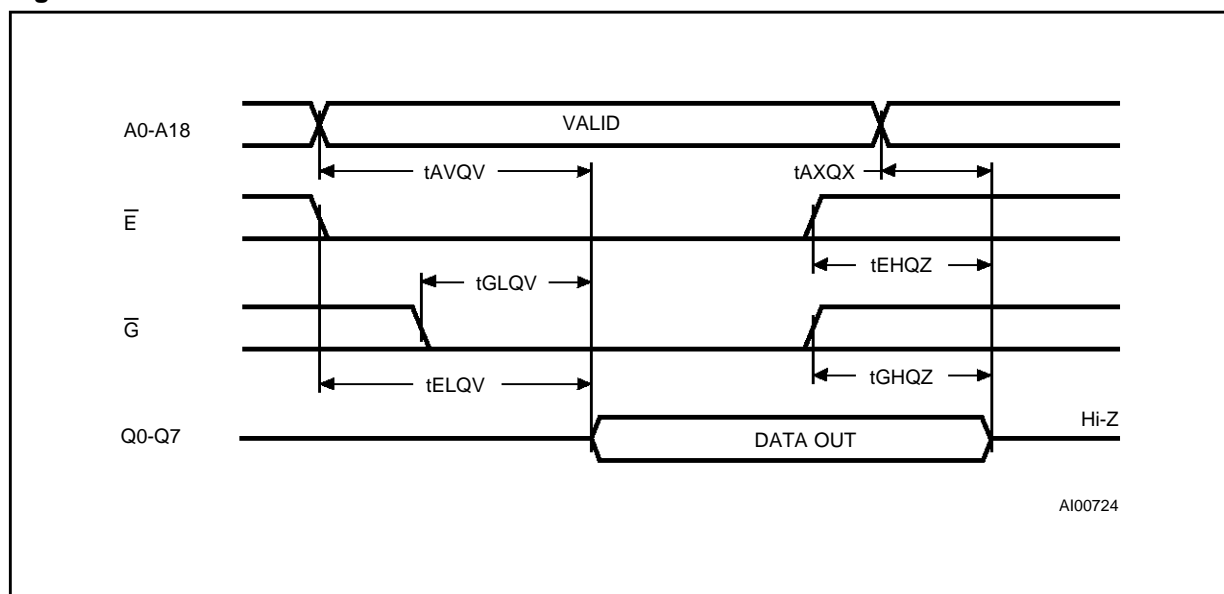 A0-A18
VALID
tAVQV
tAXQX
E̅
tEHQZ
tGLQV
G̅
tGHQZ
tELQV
Q0-Q7
DATA OUT
Hi-Z
AI00724